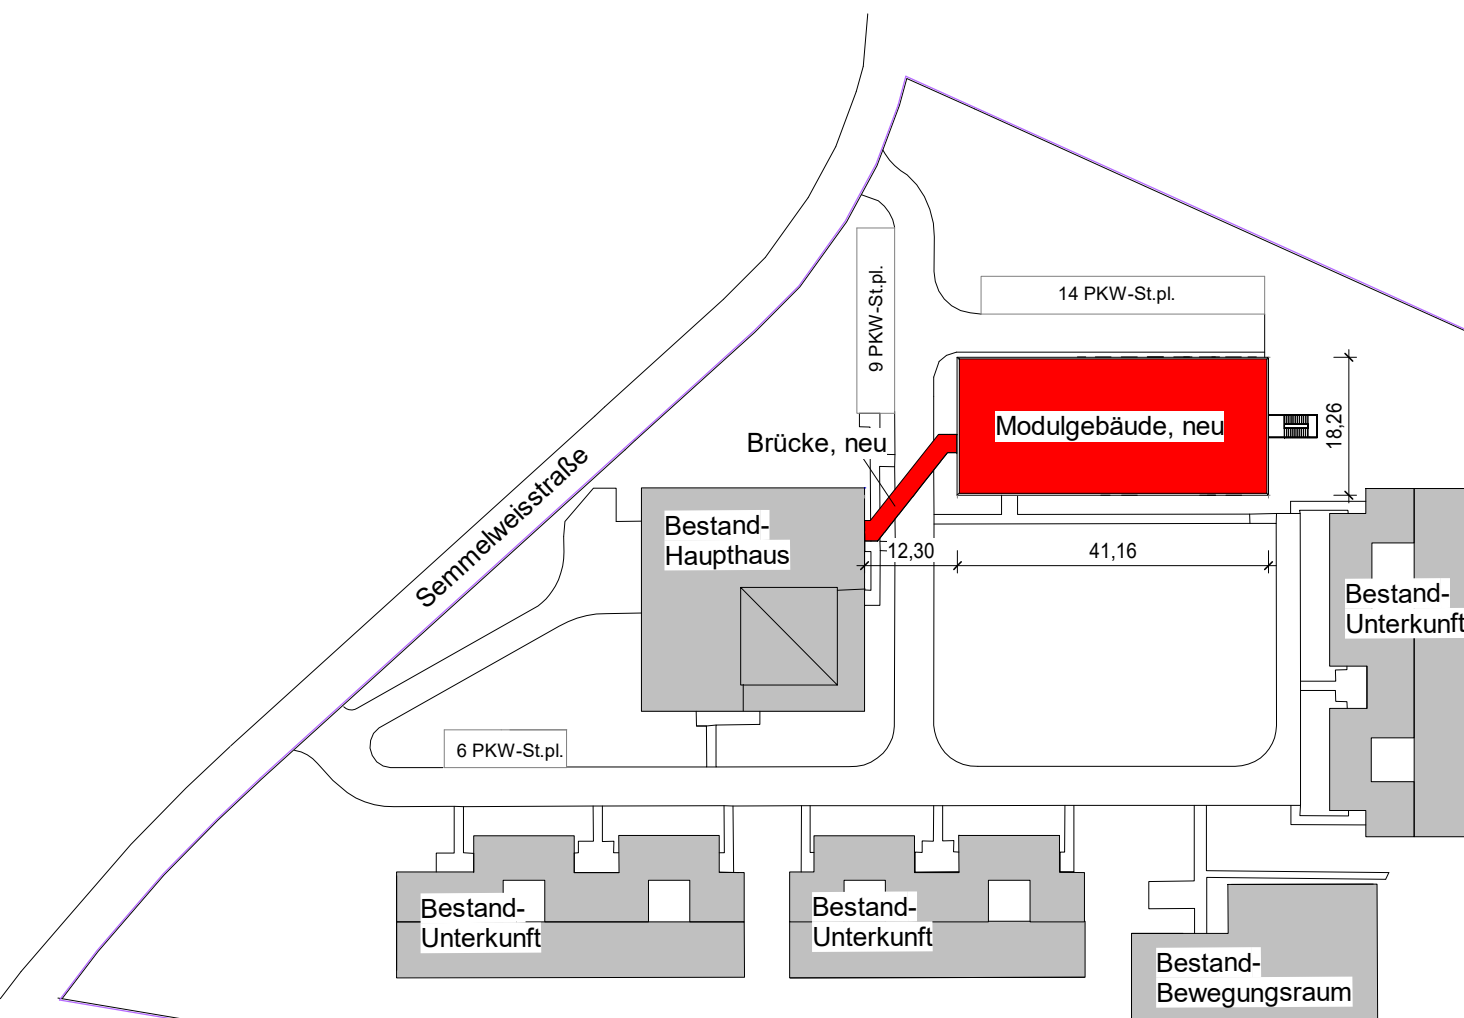 14 PKW-St.pl.
9 PKW-St.pl.
Modulgebäude, neu
18,26
Brücke, neu
Semmelweisstraße
Bestand-
Haupthaus
12,30
41,16
Bestand-
Unterkunft
6 PKW-St.pl.
Bestand-
Unterkunft
Bestand-
Unterkunft
Bestand-
Bewegungsraum